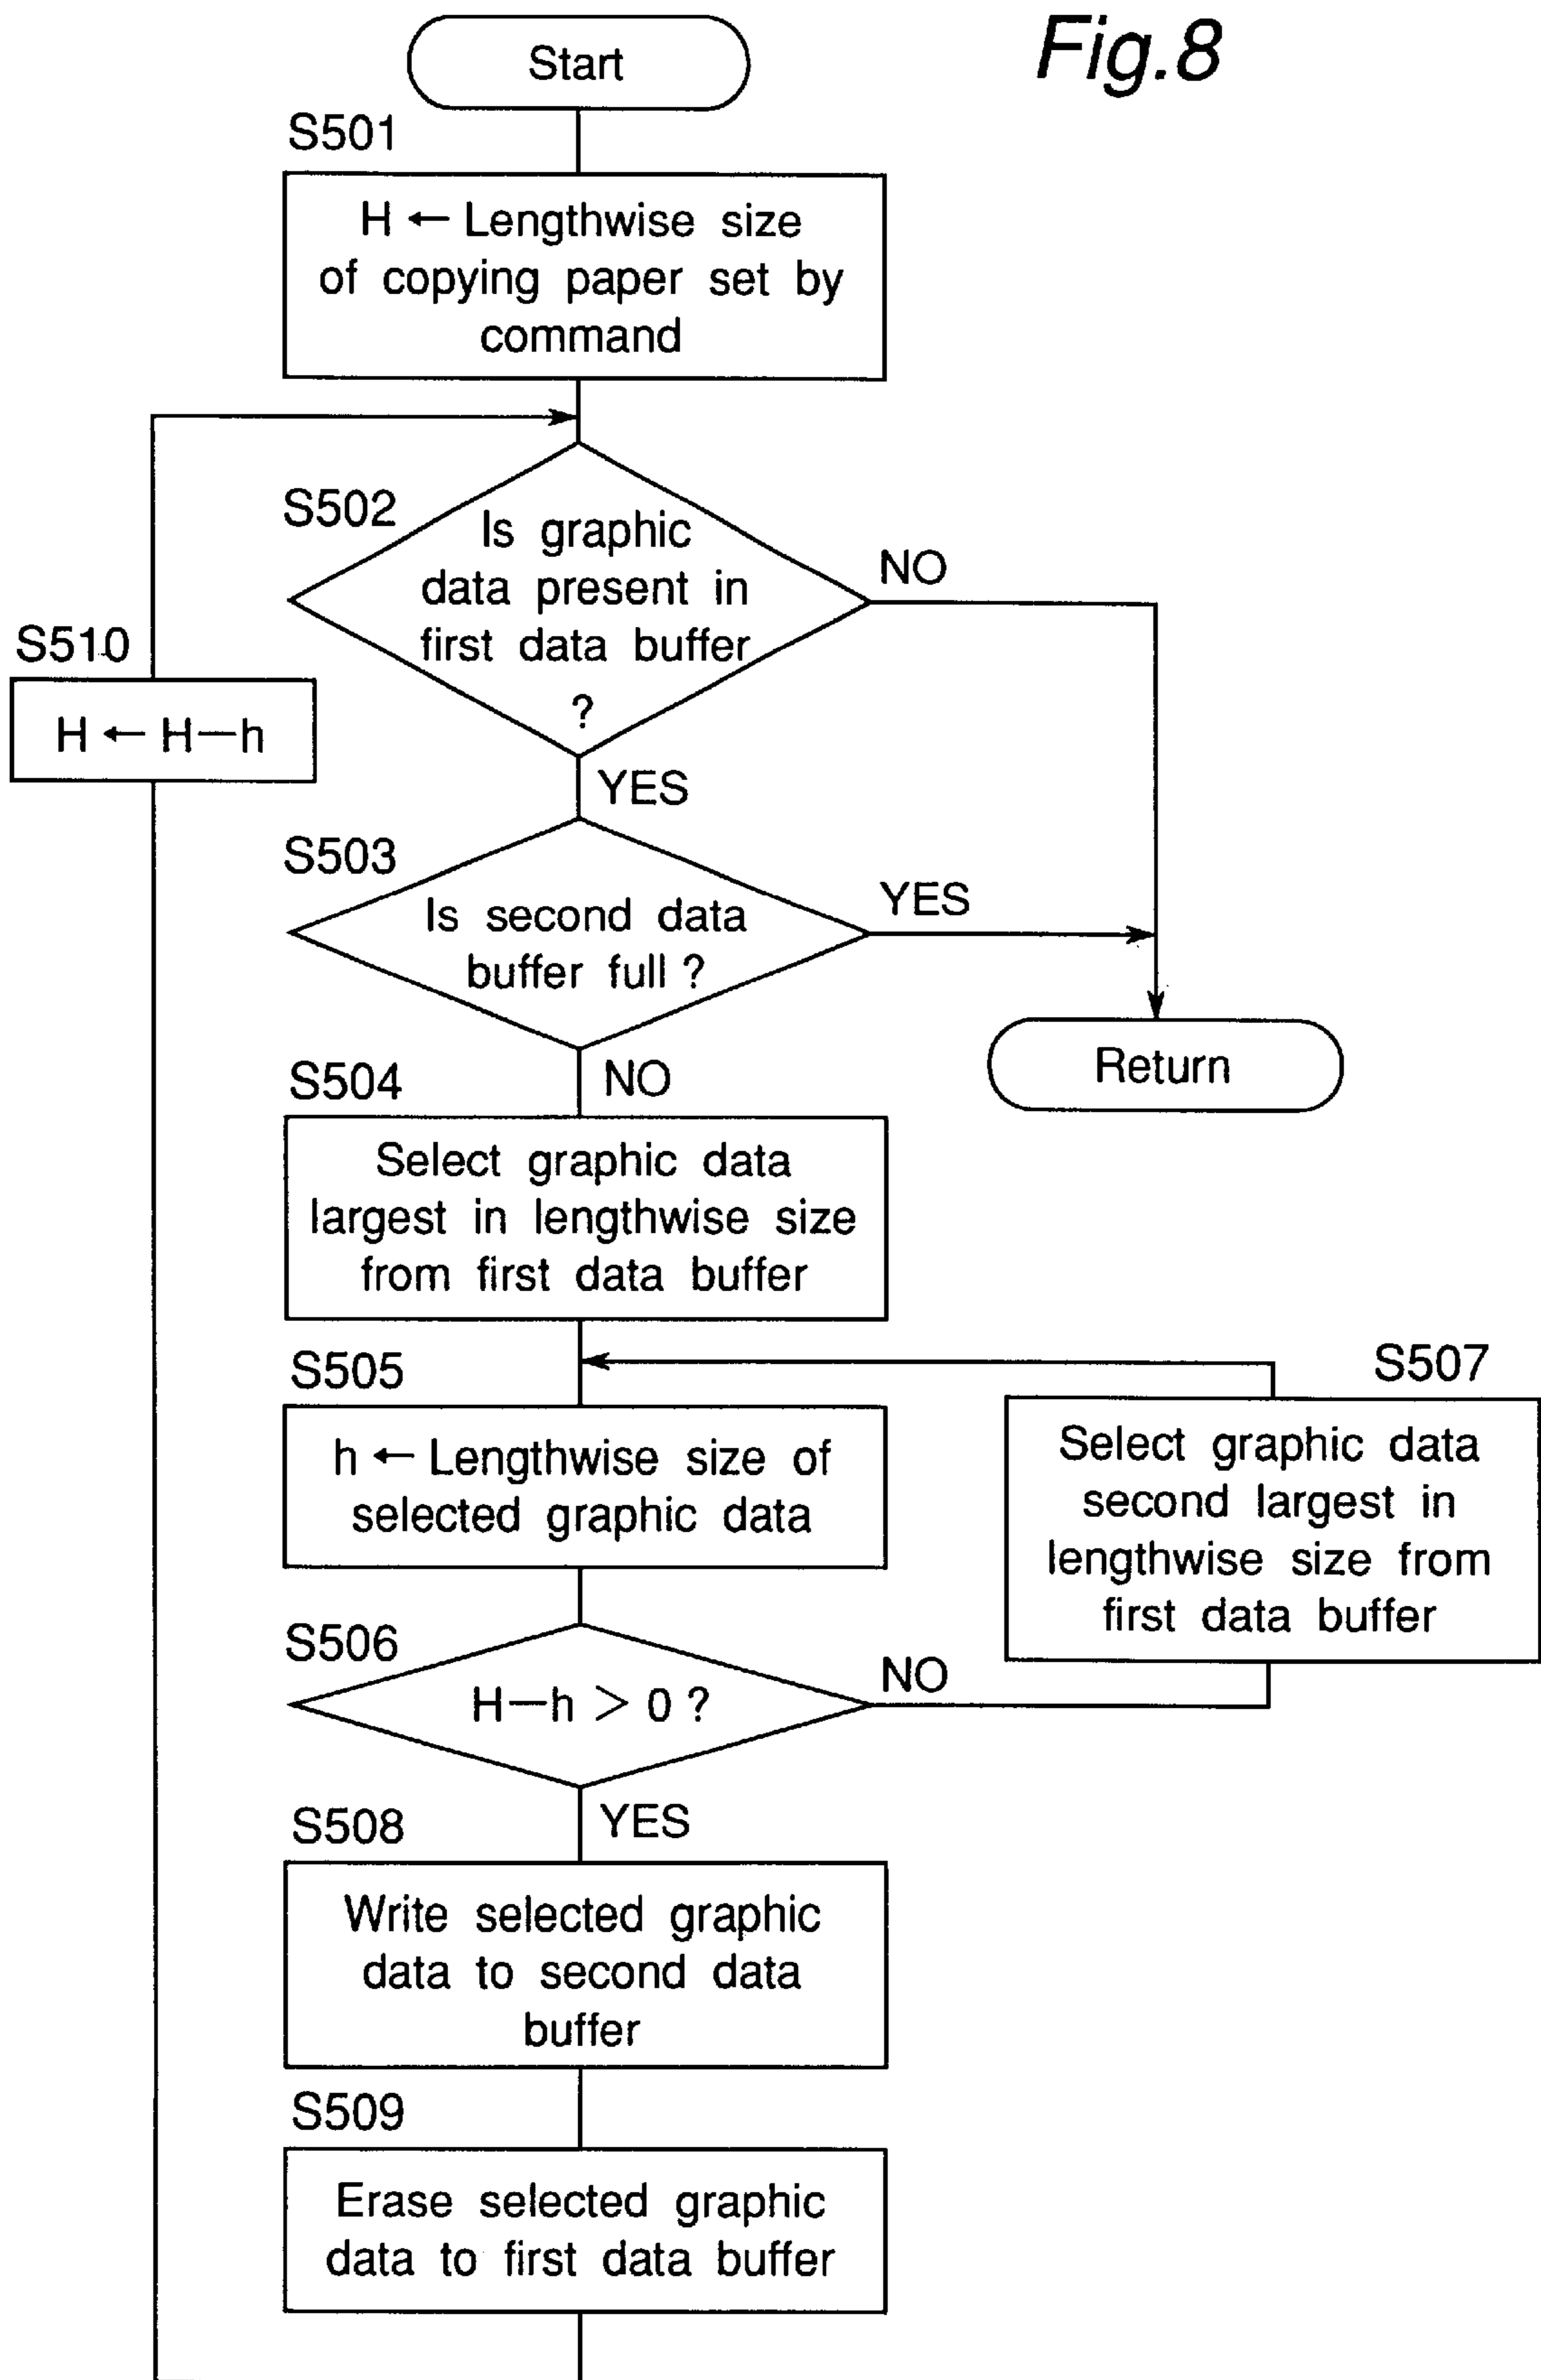 Fig.8
Start
S501
H ← Lengthwise size
of copying paper set by
command
S502
Is graphic
data present in
first data buffer
?
NO
S510
H ← H—h
YES
S503
Is second data
buffer full ?
YES
Return
S504
NO
Select graphic data
largest in lengthwise size
from first data buffer
S505
h ← Lengthwise size of
selected graphic data
S507
Select graphic data
second largest in
lengthwise size from
first data buffer
S506
H—h > 0 ?
NO
S508
YES
Write selected graphic
data to second data
buffer
S509
Erase selected graphic
data to first data buffer